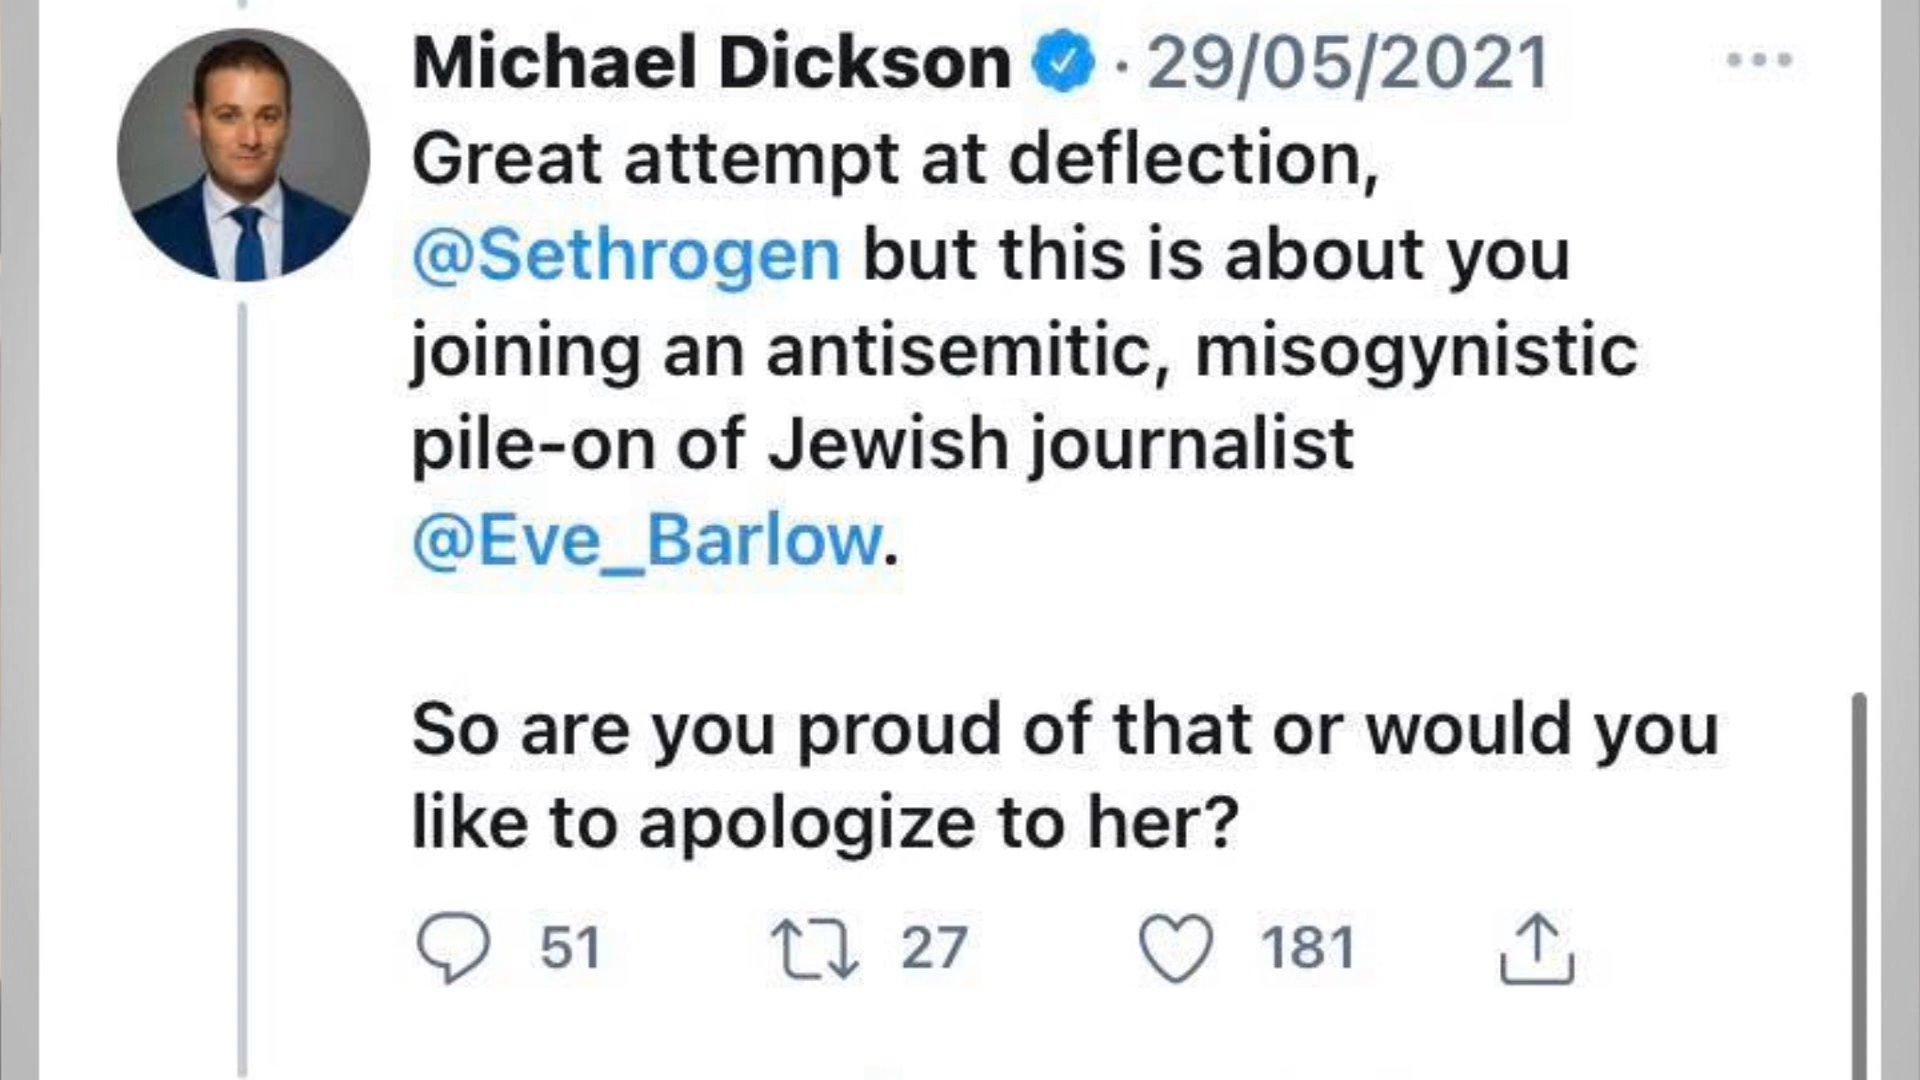 Michael Dickson · 29/05/2021
Great attempt at deflection,
@Sethrogen but this is about you
joining an antisemitic, misogynistic
pile-on of Jewish journalist
@Eve_Barlow.
So are you proud of that or would you
like to apologize to her?
51 27 181